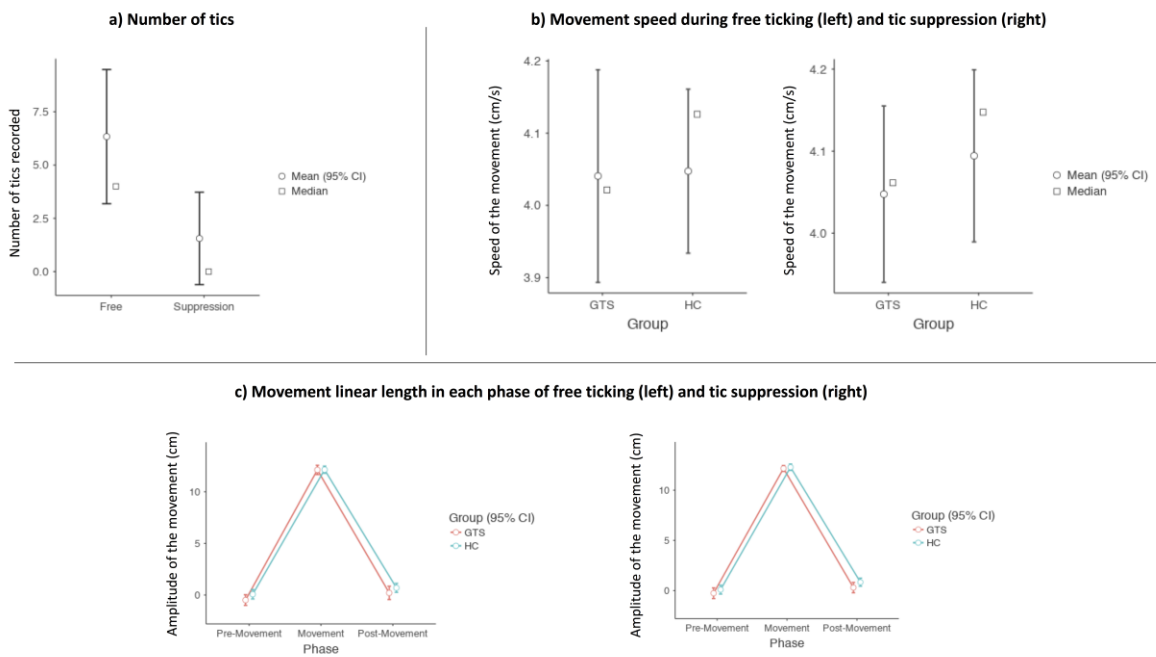 a) Number of tics
Number of tics recorded
7.5
5.0
2.5
0.0
Free
Suppression
Mean (95% CI)
Median
b) Movement speed during free ticking (left) and tic suppression (right)
Speed of the movement (cm/s)
4.2
4.1
4.0
3.9
GTS
HC
Group
Speed of the movement (cm/s)
4.2
4.1
4.0
GTS
HC
Group
Mean (95% CI)
Median
c) Movement linear length in each phase of free ticking (left) and tic suppression (right)
Amplitude of the movement (cm)
10
5
0
Pre-Movement
Movement
Post-Movement
Phase
Group (95% CI)
GTS
HC
Amplitude of the movement (cm)
10
5
0
Pre-Movement
Movement
Post-Movement
Phase
Group (95% CI)
GTS
HC